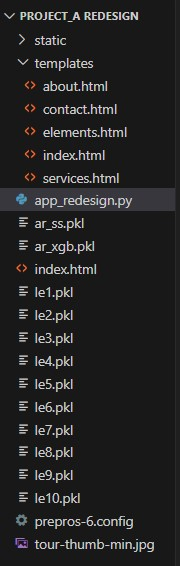 PROJECT_A REDESIGN
static
templates
about.html
contact.html
elements.html
index.html
services.html
app_redesign.py
ar_ss.pkl
ar_xgb.pkl
index.html
le1.pkl
le2.pkl
le3.pkl
le4.pkl
le5.pkl
le6.pkl
le7.pkl
le8.pkl
le9.pkl
le10.pkl
prepros-6.config
tour-thumb-min.jpg